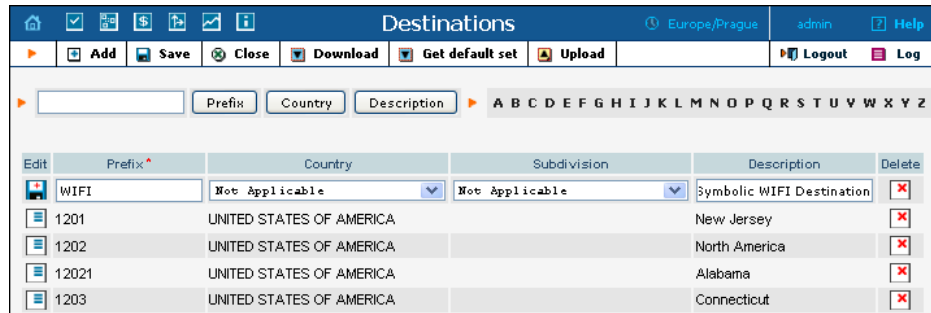 Destinations Europe/Prague admin ? Help
Add Save Close Download Get default set Upload Logout Log
Prefix Country Description A B C D E F G H I J K L M N O P Q R S T U V W X Y Z
Edit Prefix * Country Subdivision Description Delete
WIFI Not Applicable Not Applicable Symbolic WIFI Destination
1201 UNITED STATES OF AMERICA New Jersey
1202 UNITED STATES OF AMERICA North America
12021 UNITED STATES OF AMERICA Alabama
1203 UNITED STATES OF AMERICA Connecticut